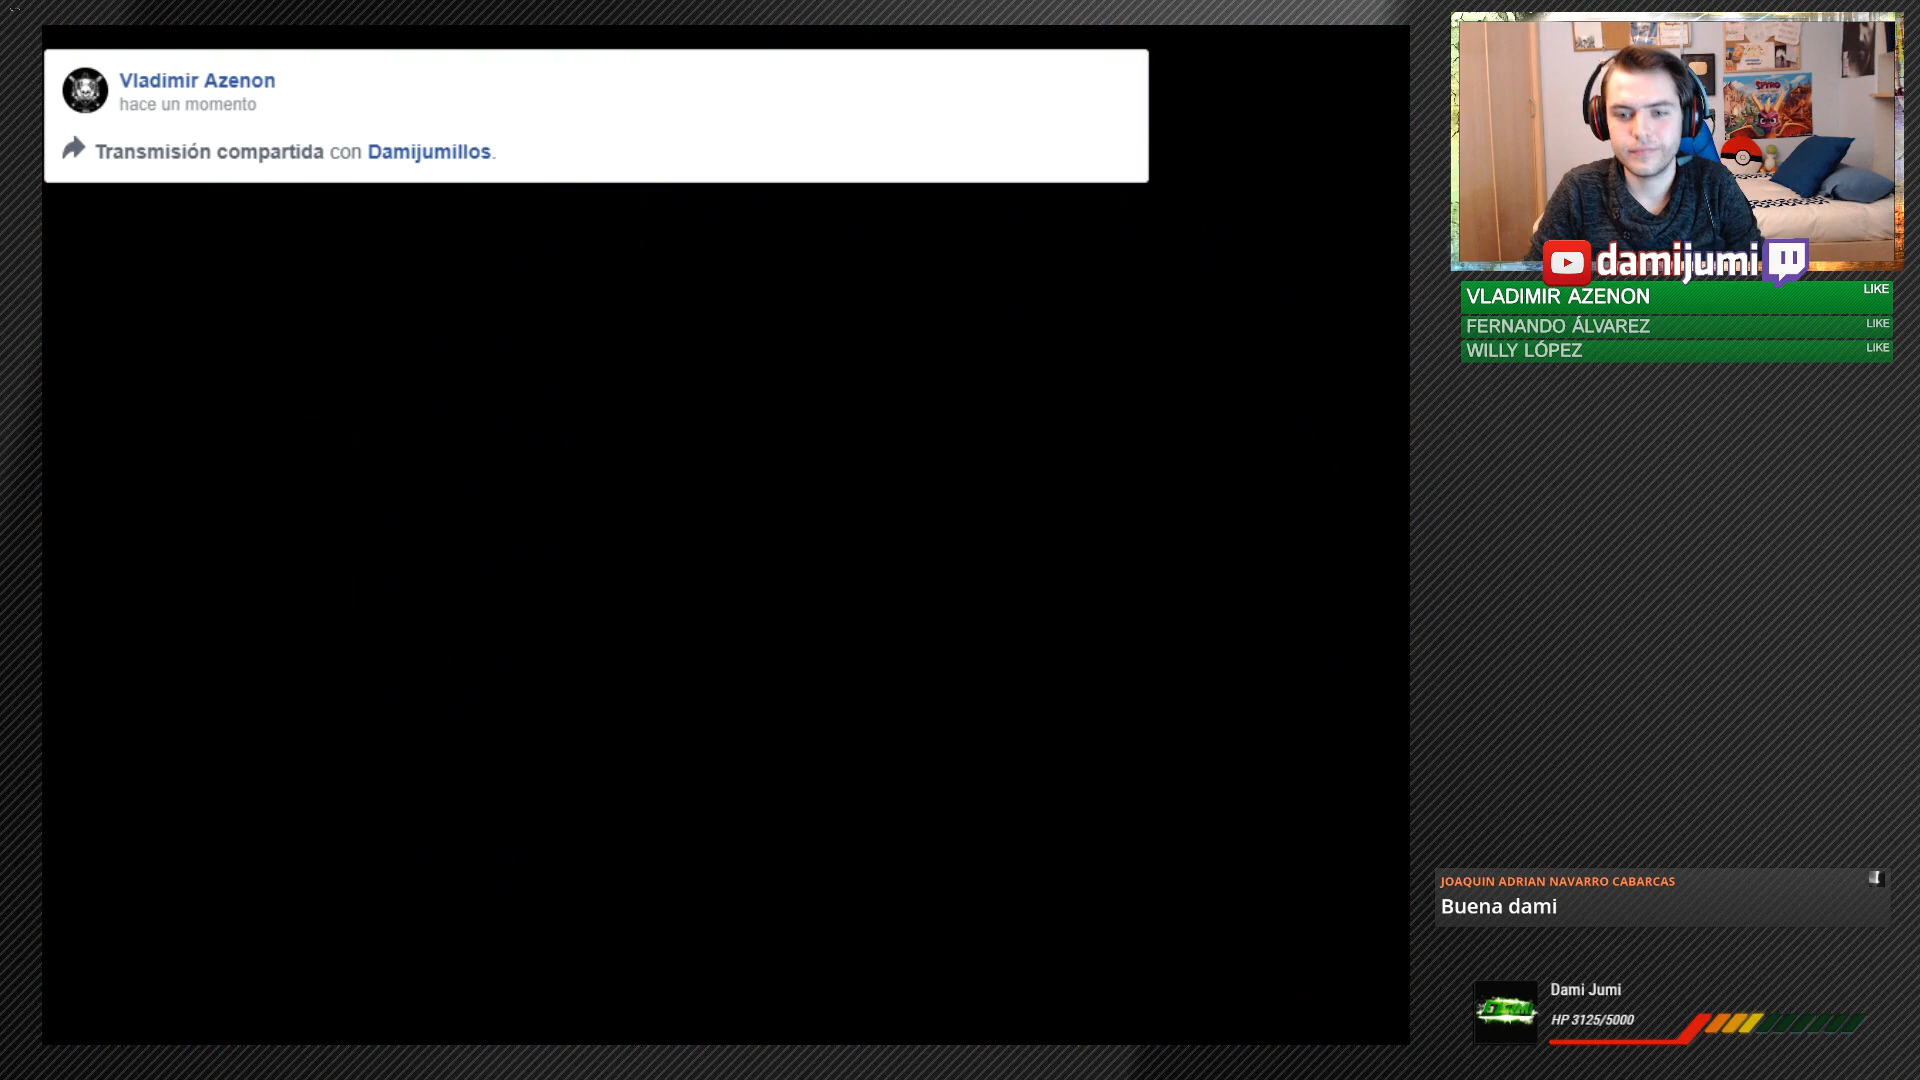 Vladimir Azenon
hace un momento
Transmisión compartida con Damijumillos.
SPYRO
damijumi
VLADIMIR AZENON LIKE
FERNANDO ÁLVAREZ LIKE
WILLY LÓPEZ LIKE
JOAQUIN ADRIAN NAVARRO CABARCAS
Buena dami
Dami Jumi
HP 3125/5000